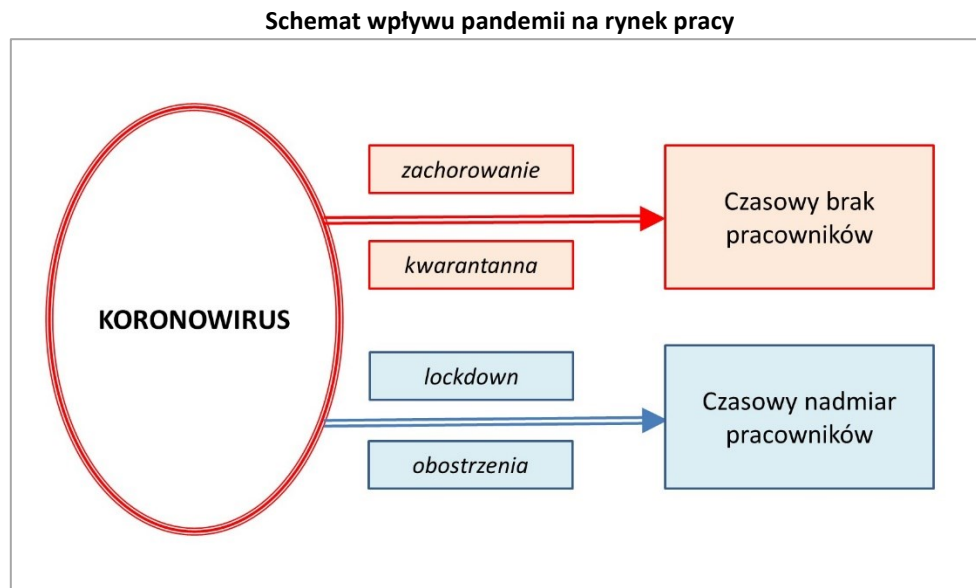 Schemat wpływu pandemii na rynek pracy
zachorowanie
Czasowy brak
pracowników
kwarantanna
KORONOWIRUS
lockdown
Czasowy nadmiar
pracowników
obostrzenia